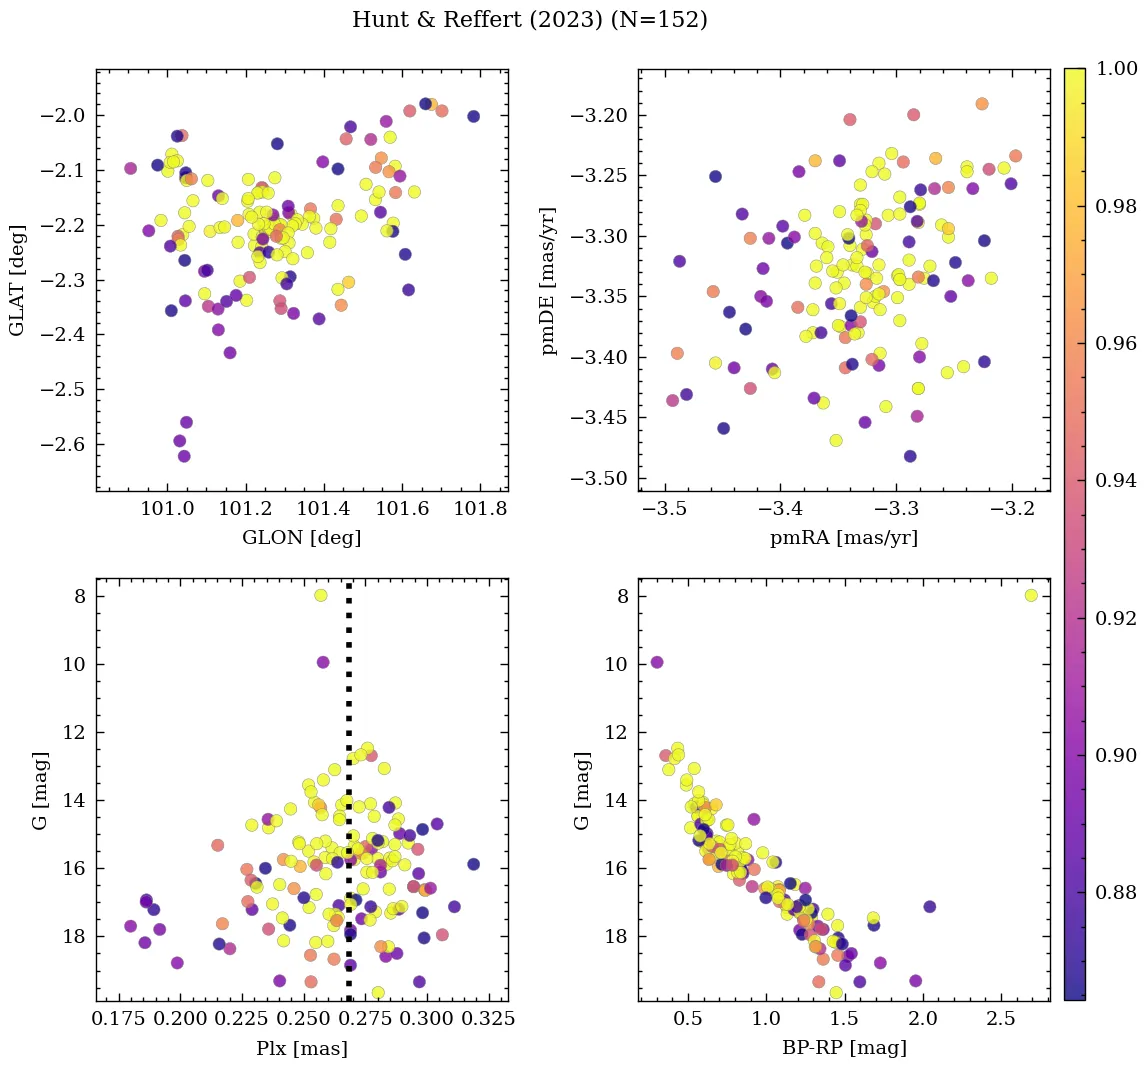 Hunt & Reffert (2023) (N=152)
−2.0
−2.1
−2.2
−2.3
−2.4
−2.5
−2.6
GLAT [deg]
101.0 101.2 101.4 101.6 101.8
GLON [deg]
−3.20
−3.25
−3.30
−3.35
−3.40
−3.45
−3.50
pmDE [mas/yr]
−3.5 −3.4 −3.3 −3.2
pmRA [mas/yr]
8
10
12
14
16
18
G [mag]
0.175 0.200 0.225 0.250 0.275 0.300 0.325
Plx [mas]
8
10
12
14
16
18
G [mag]
0.5 1.0 1.5 2.0 2.5
BP-RP [mag]
1.00
0.98
0.96
0.94
0.92
0.90
0.88